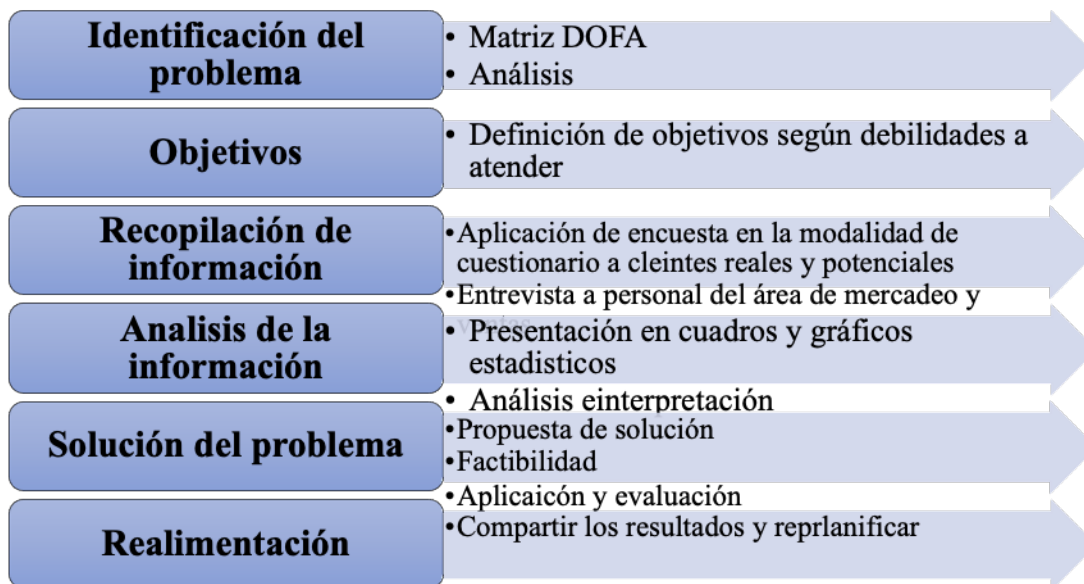 Identificación del
problema
• Matriz DOFA
• Análisis
Objetivos
• Definición de objetivos según debilidades a
atender
Recopilación de
información
•Aplicación de encuesta en la modalidad de
cuestionario a cleintes reales y potenciales
•Entrevista a personal del área de mercadeo y
ventas
Analisis de la
información
• Presentación en cuadros y gráficos
estadisticos
• Análisis einterpretación
Solución del problema
•Propuesta de solución
•Factibilidad
•Aplicaicón y evaluación
Realimentación
•Compartir los resultados y reprlanificar